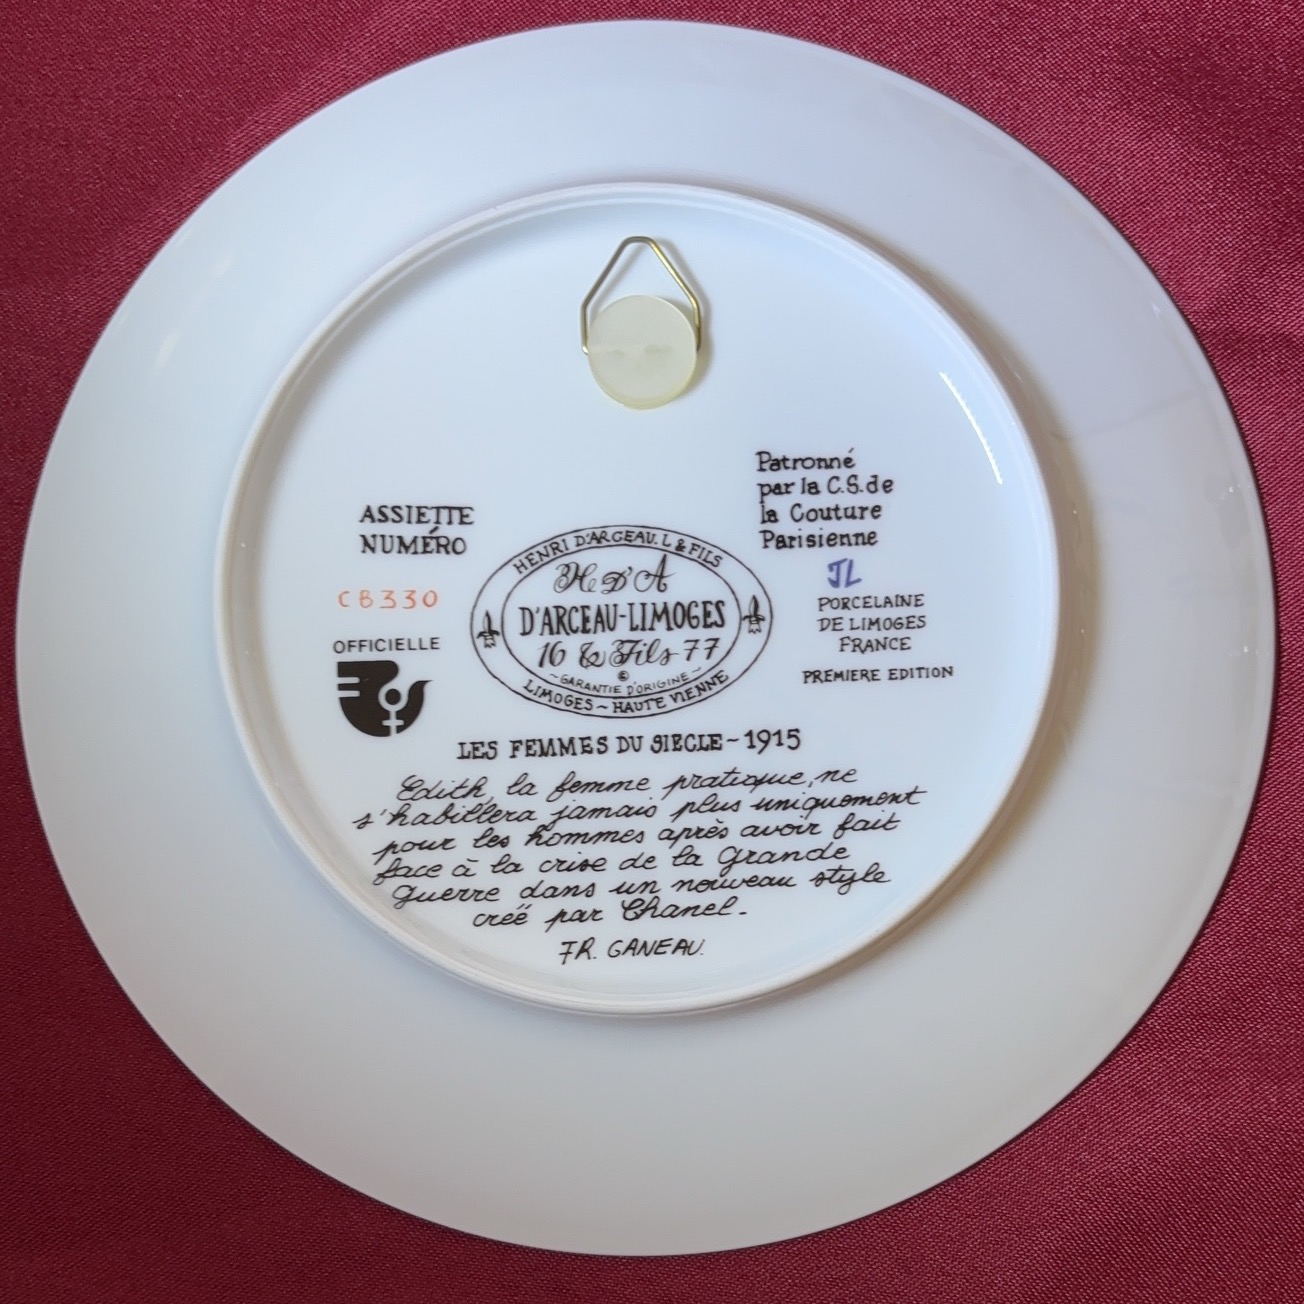 Patronné
par la C.S. de
la Couture
Parisienne
ASSIETTE
NUMÉRO
CB330
OFFICIELLE
HENRI D'ARCEAU. L & FILS
H D'A
D'ARCEAU-LIMOGES
16 & Fils 77
©
~GARANTIE D'ORIGINE~
LIMOGES ~ HAUTE VIENNE
JL
PORCELAINE
DE LIMOGES
FRANCE
PREMIERE EDITION
LES FEMMES DU SIECLE - 1915
Edith, la femme pratique, ne
s'habillera jamais plus uniquement
pour les hommes après avoir fait
face à la crise de la Grande
Guerre dans un nouveau style
créé par Chanel.
FR. GANEAU.